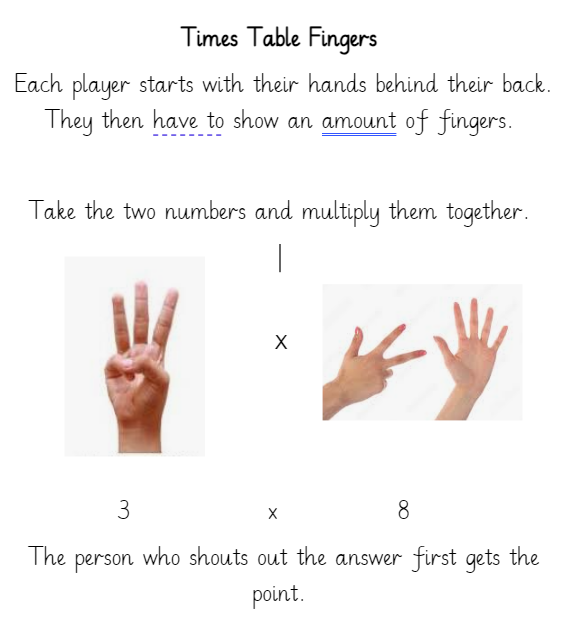 Times Table Fingers
Each player starts with their hands behind their back.
They then have to show an amount of fingers.
Take the two numbers and multiply them together.
x
3 x 8
The person who shouts out the answer first gets the
point.